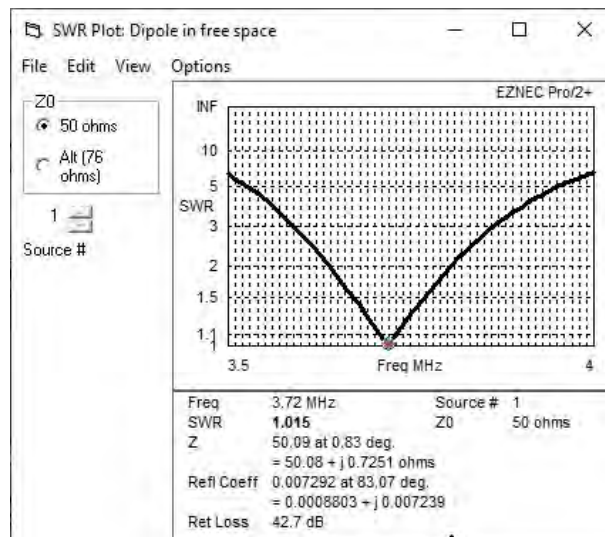 SWR Plot: Dipole in free space
File Edit View Options
Z0
50 ohms
Alt (76
ohms)
1
Source #
EZNEC Pro/2+
INF
10
5
SWR
3
2
1.5
1.1
1
3.5 Freq MHz 4
Freq 3.72 MHz Source # 1
SWR 1.015 Z0 50 ohms
Z 50.09 at 0.83 deg.
= 50.08 + j 0.7251 ohms
Refl Coeff 0.007292 at 83.07 deg.
= 0.0008803 + j 0.007239
Ret Loss 42.7 dB